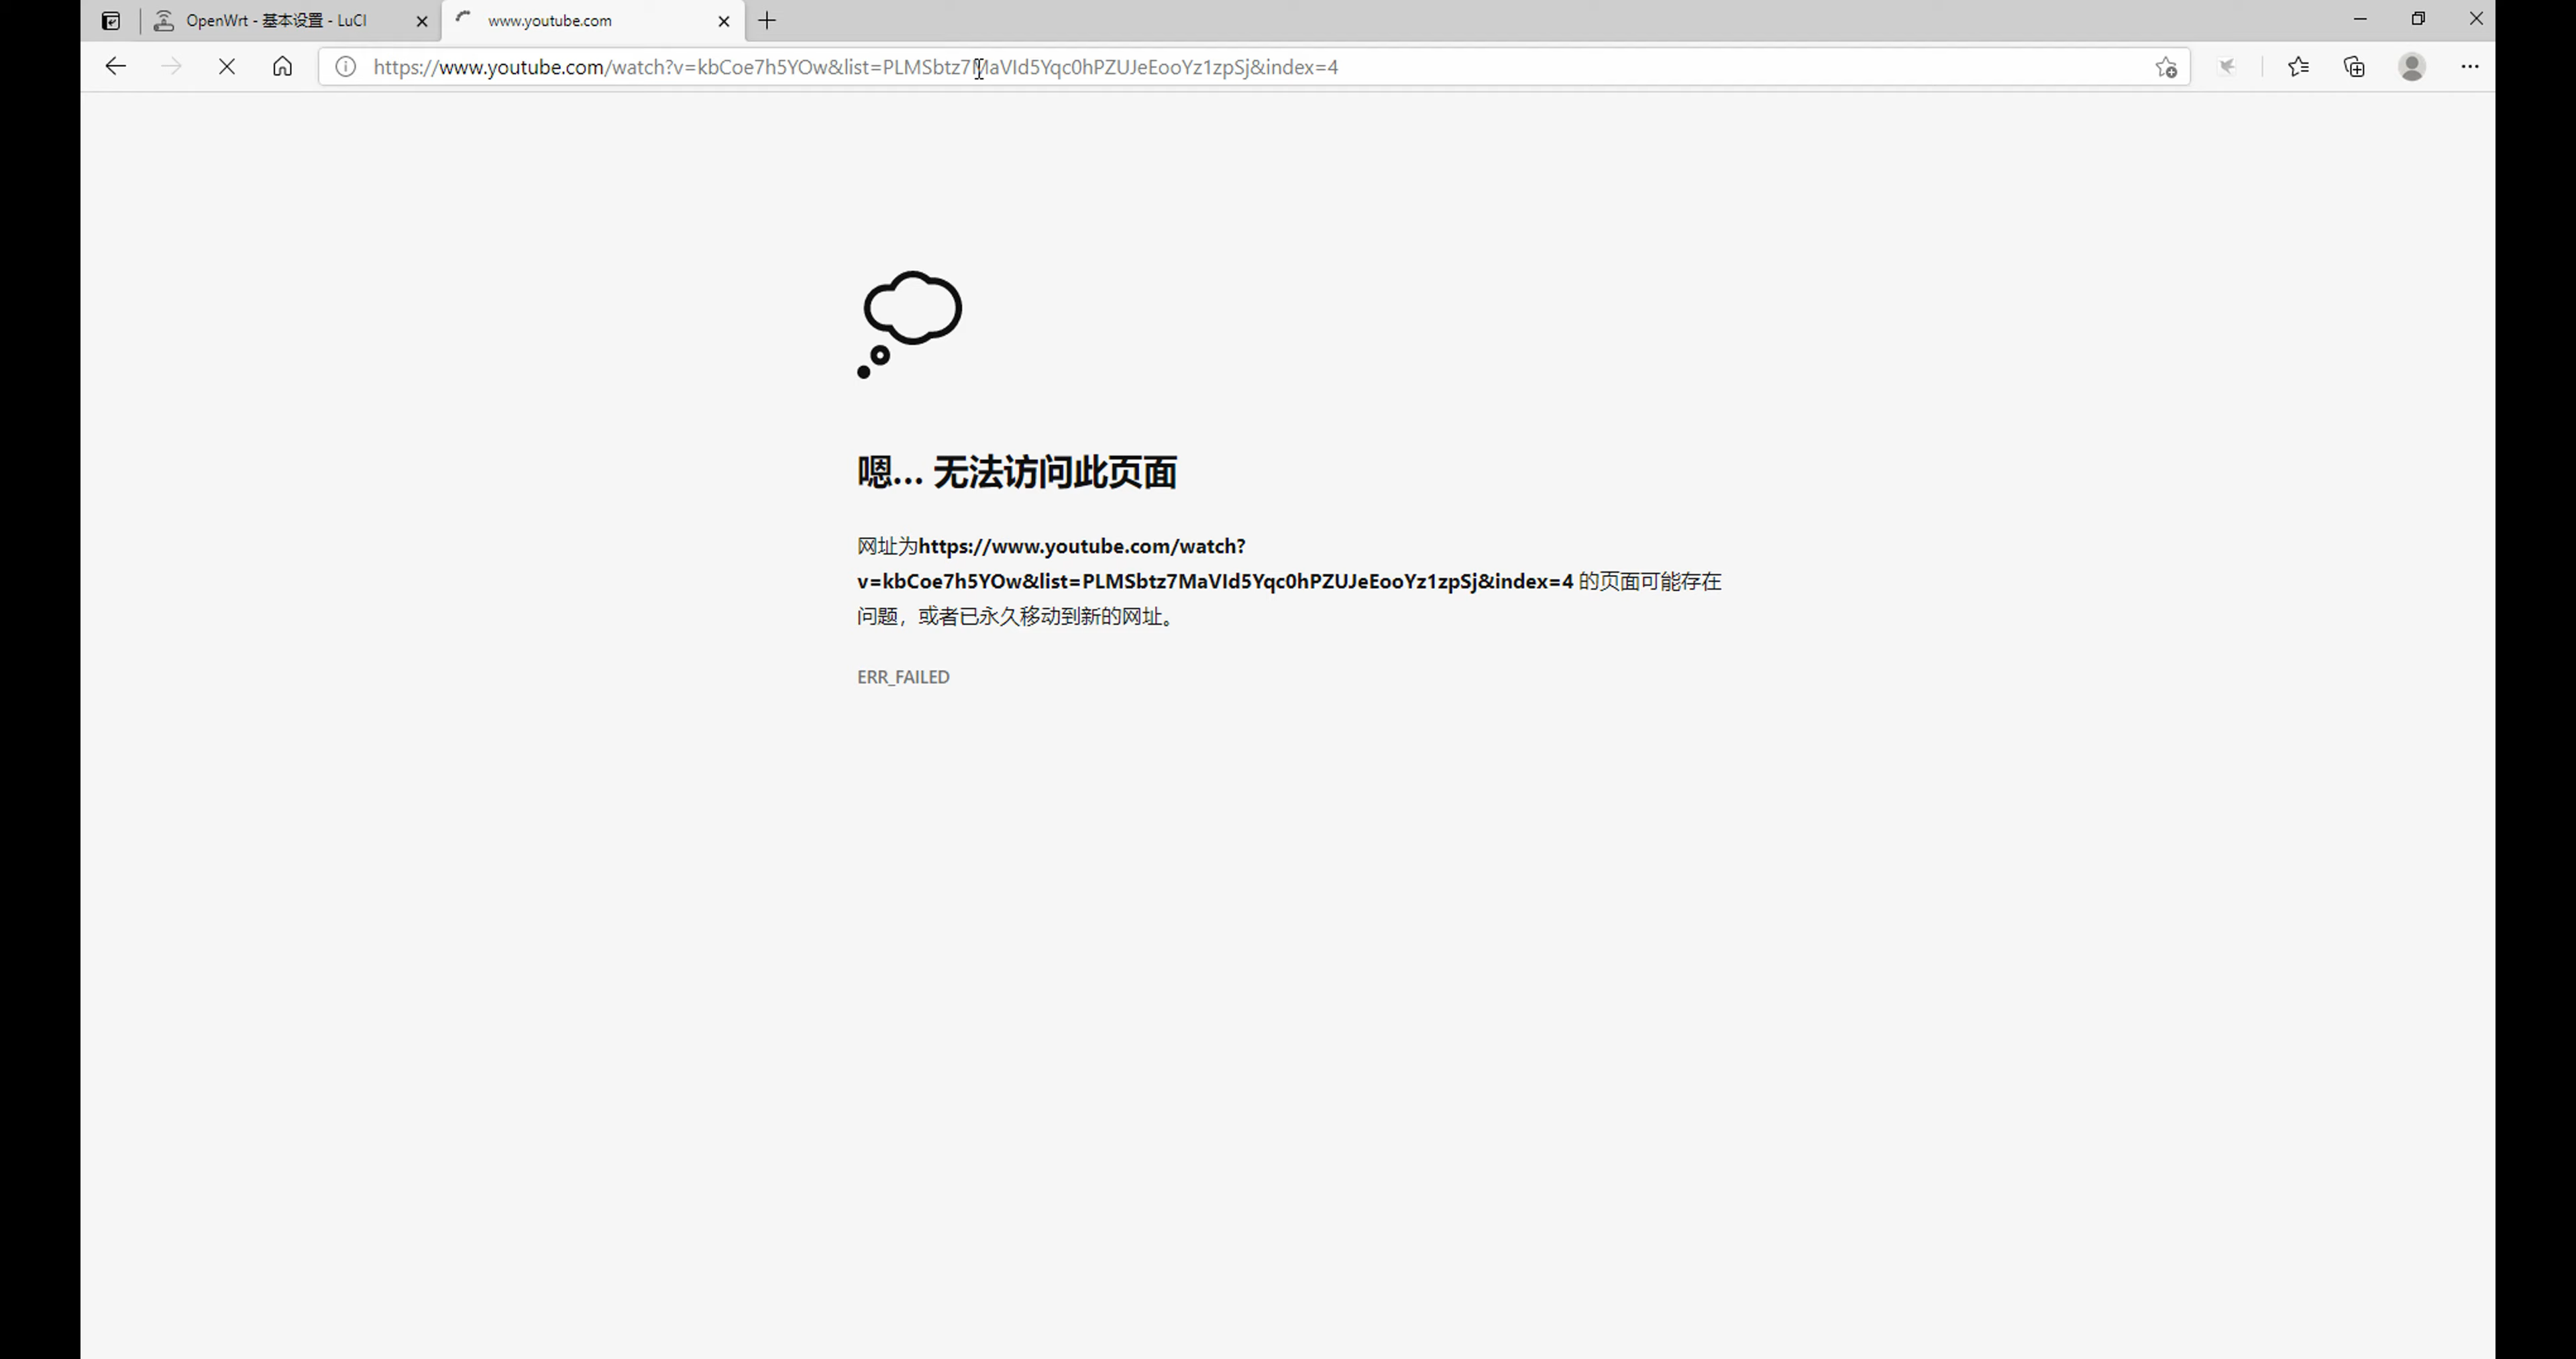 OpenWrt - 基本设置 - LuCI
www.youtube.com
https://www.youtube.com/watch?v=kbCoe7h5YOw&list=PLMSbtz7MaVId5Yqc0hPZUJeEooYz1zpSj&index=4
嗯... 无法访问此页面
网址为https://www.youtube.com/watch?
v=kbCoe7h5YOw&list=PLMSbtz7MaVId5Yqc0hPZUJeEooYz1zpSj&index=4 的页面可能存在
问题，或者已永久移动到新的网址。
ERR_FAILED